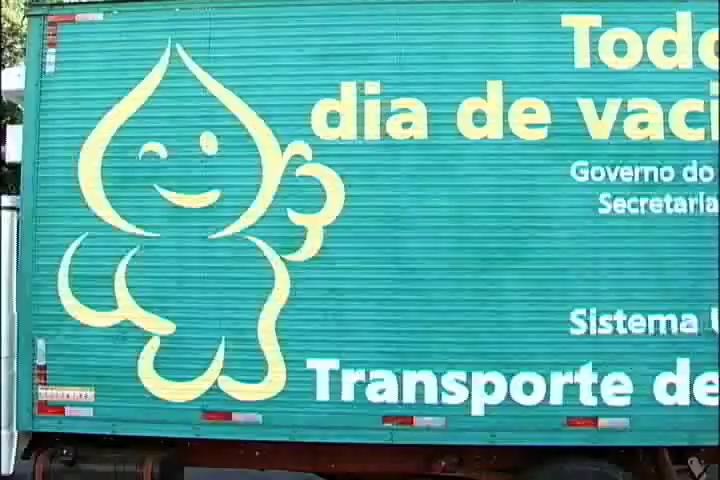 Todo
dia de vaci
Governo do
Secretaria
Sistema U
Transporte de